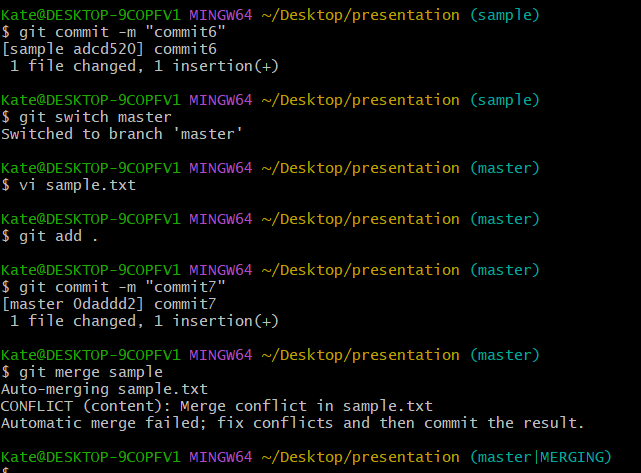 Kate@DESKTOP-9COPFV1 MINGW64 ~/Desktop/presentation (sample)
$ git commit -m "commit6"
[sample adcd520] commit6
 1 file changed, 1 insertion(+)
Kate@DESKTOP-9COPFV1 MINGW64 ~/Desktop/presentation (sample)
$ git switch master
Switched to branch 'master'
Kate@DESKTOP-9COPFV1 MINGW64 ~/Desktop/presentation (master)
$ vi sample.txt
Kate@DESKTOP-9COPFV1 MINGW64 ~/Desktop/presentation (master)
$ git add .
Kate@DESKTOP-9COPFV1 MINGW64 ~/Desktop/presentation (master)
$ git commit -m "commit7"
[master 0daddd2] commit7
 1 file changed, 1 insertion(+)
Kate@DESKTOP-9COPFV1 MINGW64 ~/Desktop/presentation (master)
$ git merge sample
Auto-merging sample.txt
CONFLICT (content): Merge conflict in sample.txt
Automatic merge failed; fix conflicts and then commit the result.
Kate@DESKTOP-9COPFV1 MINGW64 ~/Desktop/presentation (master|MERGING)
$